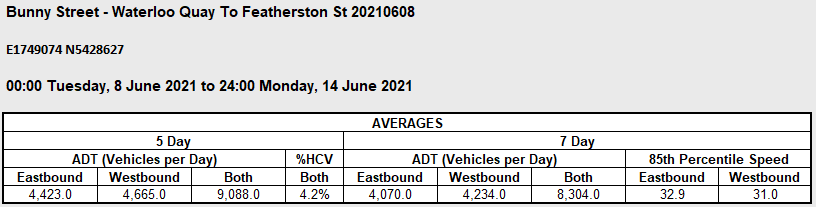 Bunny Street - Waterloo Quay To Featherston St 20210608
E1749074 N5428627
00:00 Tuesday, 8 June 2021 to 24:00 Monday, 14 June 2021
AVERAGES
5 Day 7 Day
ADT (Vehicles per Day) %HCV ADT (Vehicles per Day) 85th Percentile Speed
Eastbound Westbound Both Both Eastbound Westbound Both Eastbound Westbound
4,423.0 4,665.0 9,088.0 4.2% 4,070.0 4,234.0 8,304.0 32.9 31.0